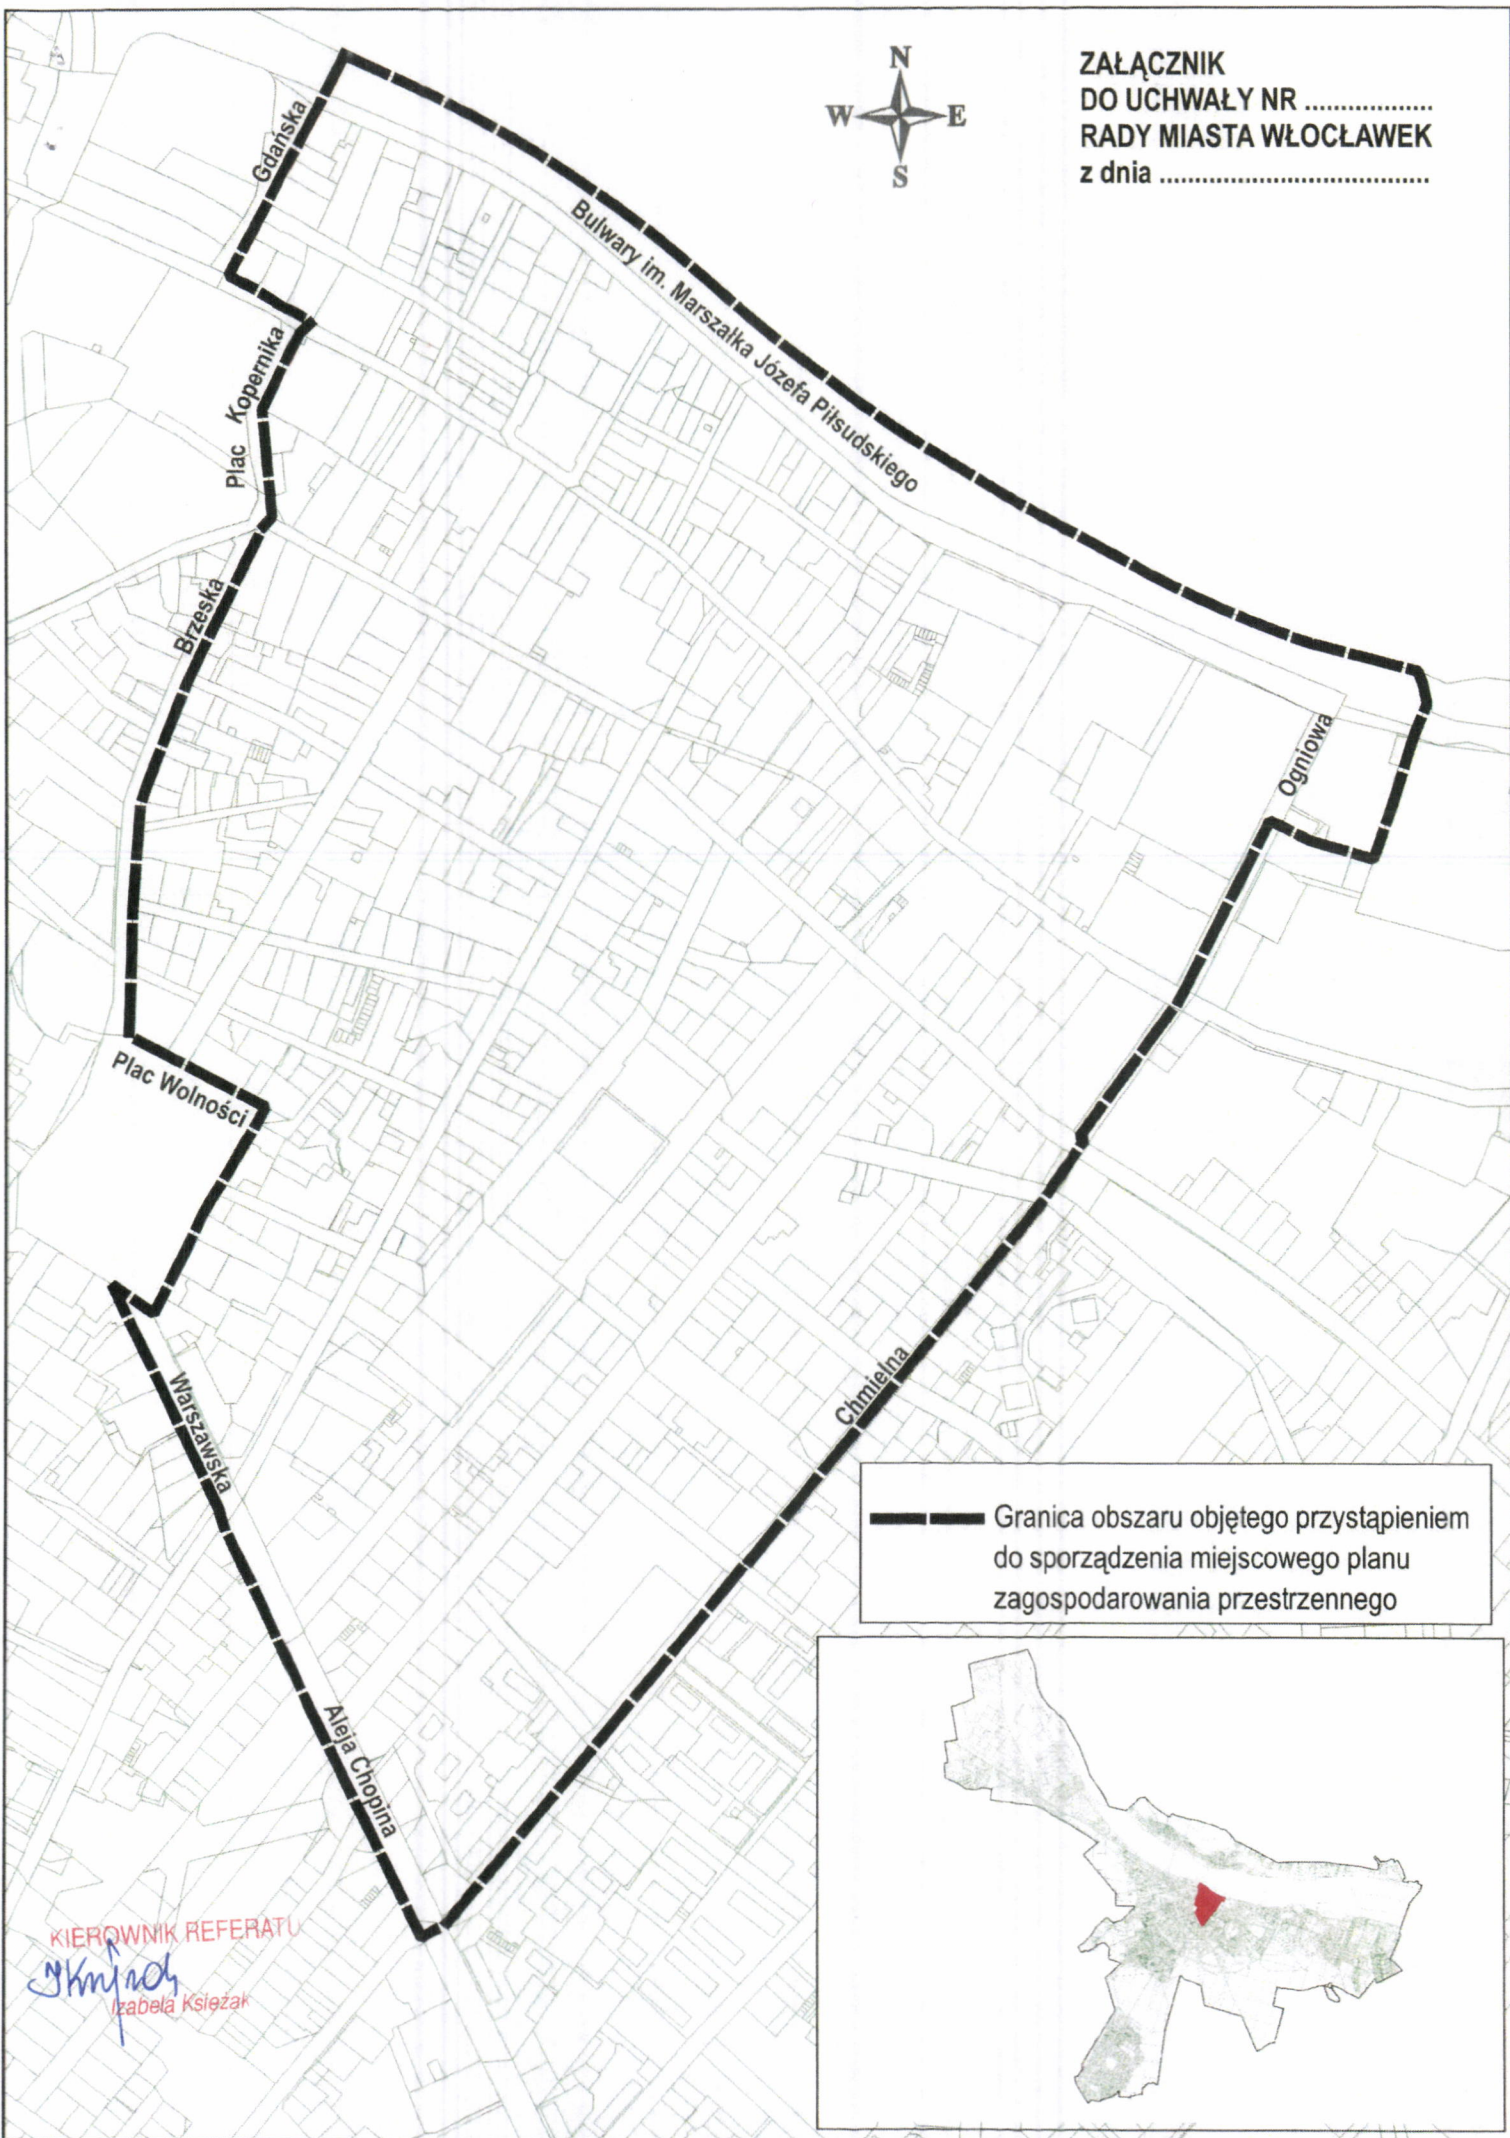 ZAŁĄCZNIK
DO UCHWAŁY NR ..................
RADY MIASTA WŁOCŁAWEK
z dnia ......................................
N
W E
S
Gdańska
Bulwary im. Marszałka Józefa Piłsudskiego
Plac Kopernika
Brzeska
Ogniowa
Plac Wolności
Warszawska
Chmielna
Aleja Chopina
Granica obszaru objętego przystąpieniem
do sporządzenia miejscowego planu
zagospodarowania przestrzennego
KIEROWNIK REFERATU
Izabela Księżak